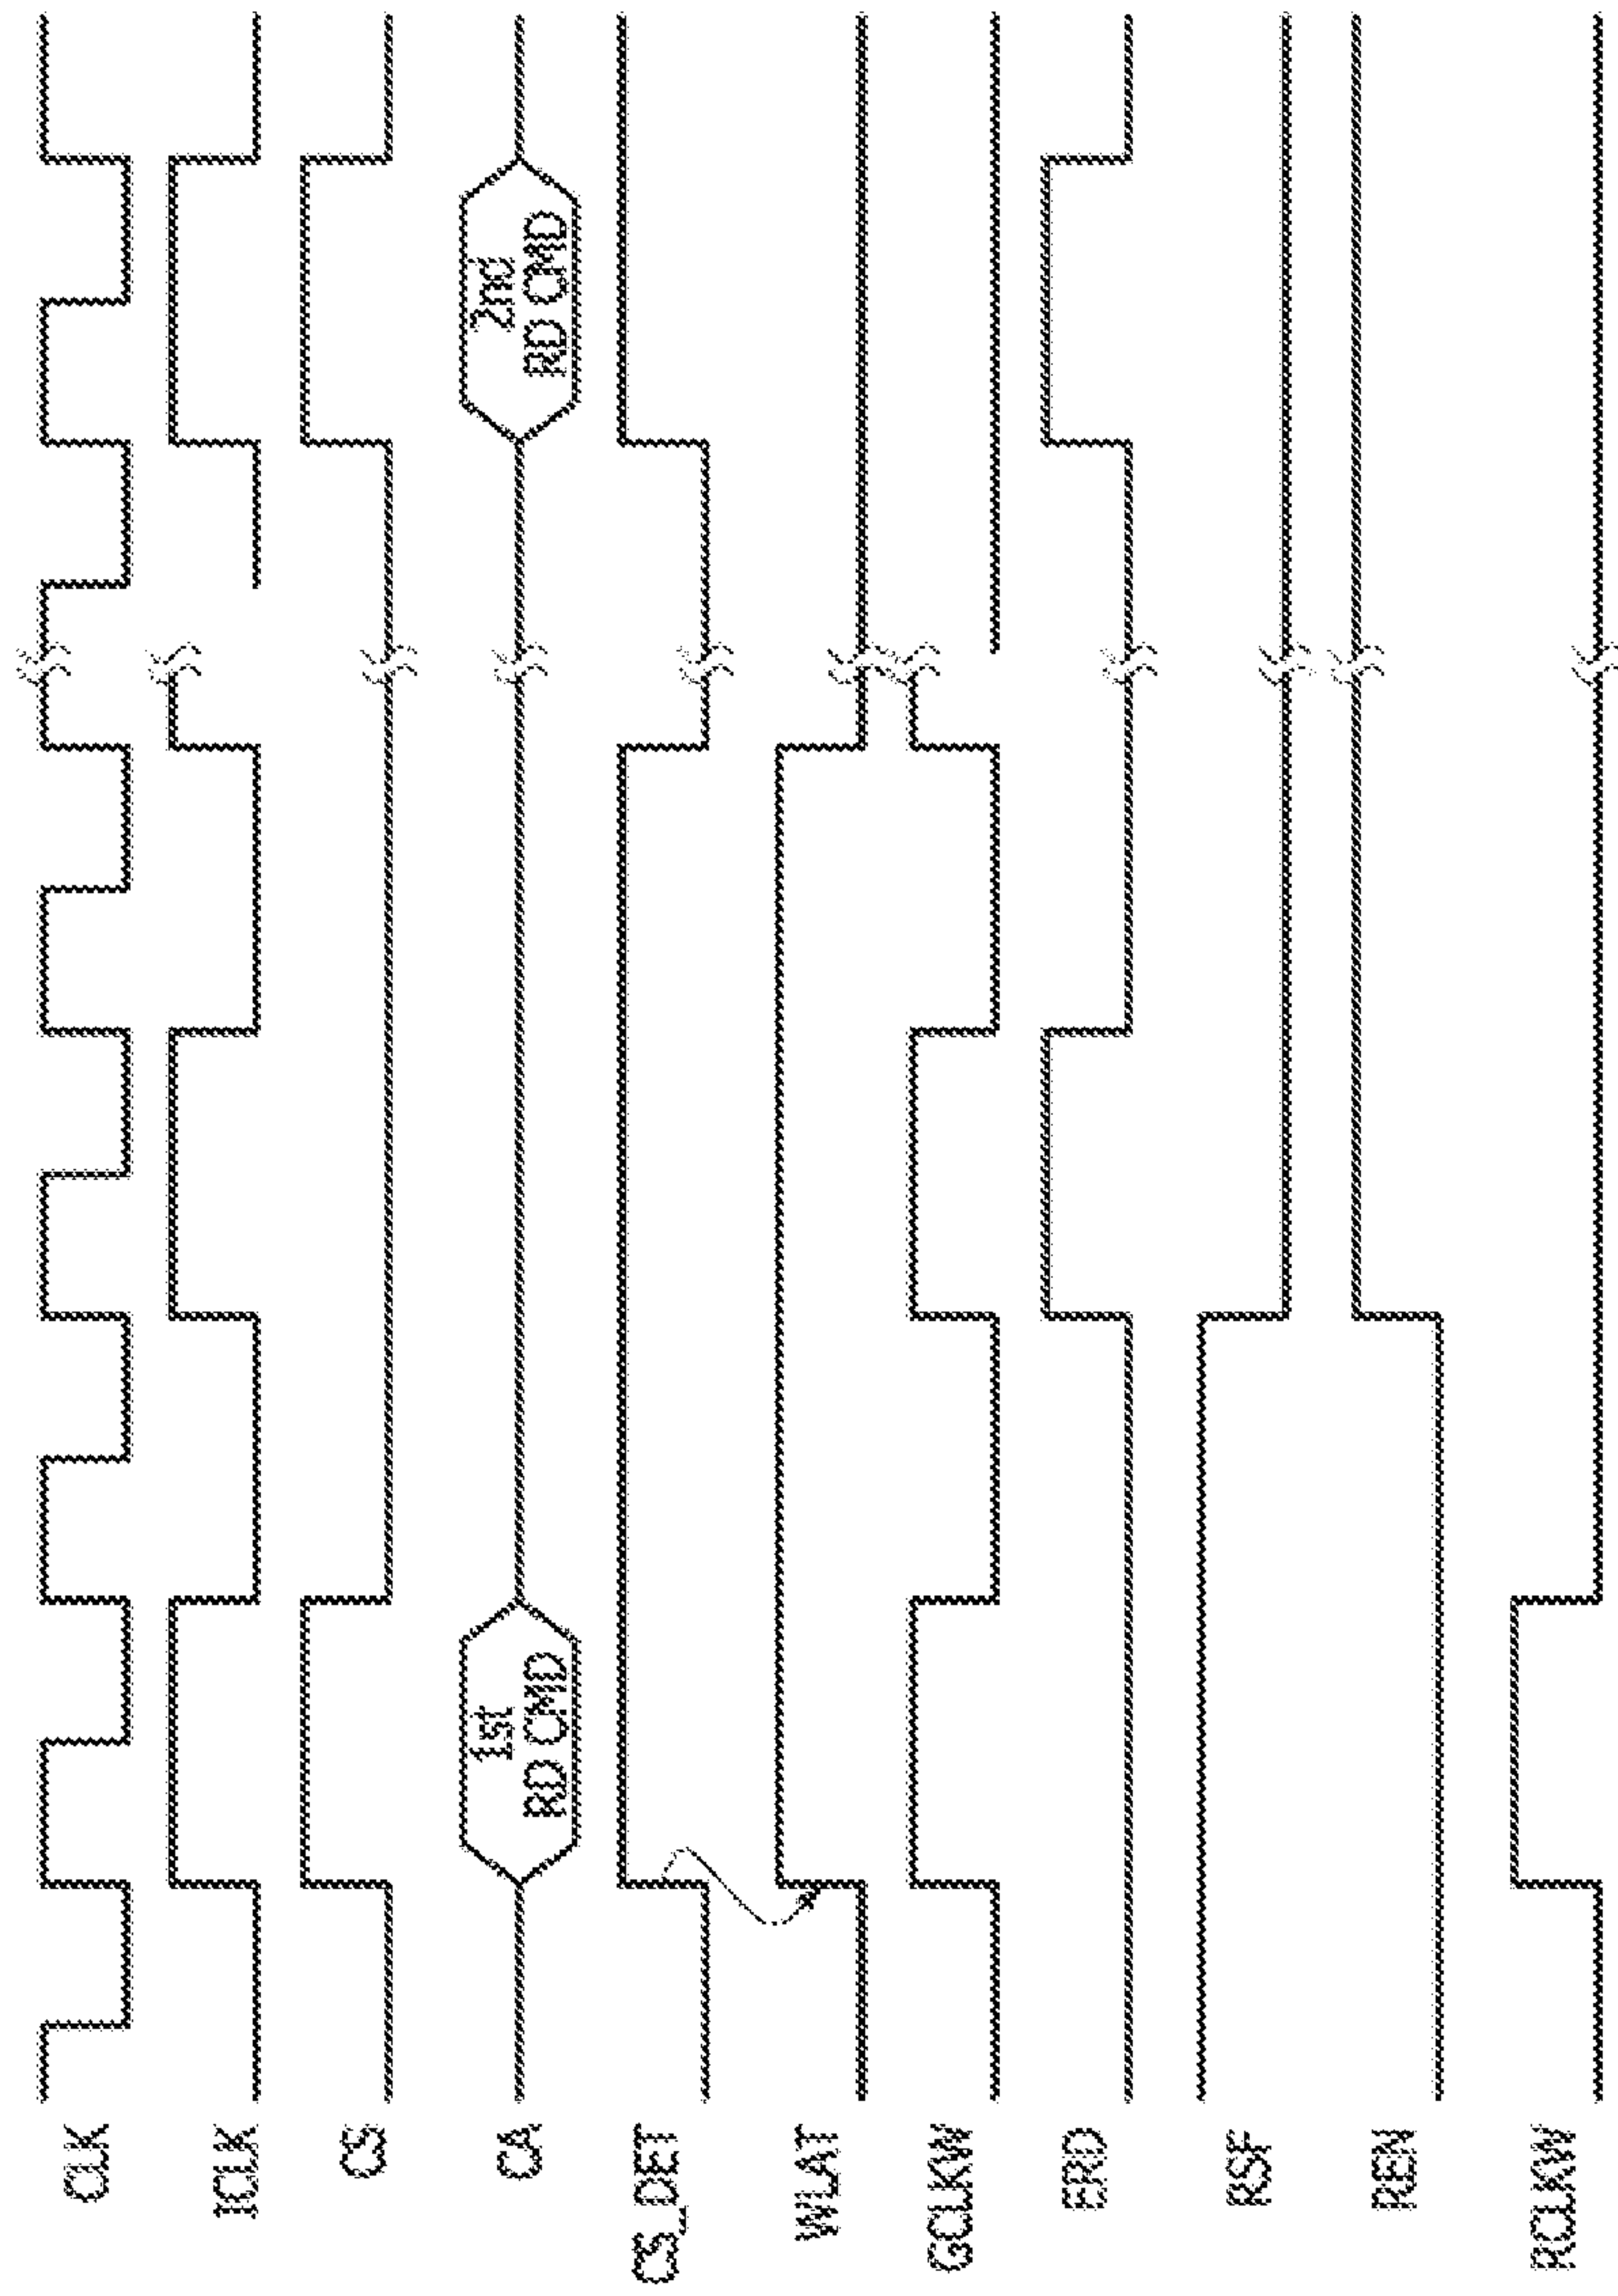 CLK
ICLK
CS
CA
1st
RD CMD
2nd
RD CMD
CS_DET
WLAT
GCLKW
ERD
RSF
REN
RCLKW